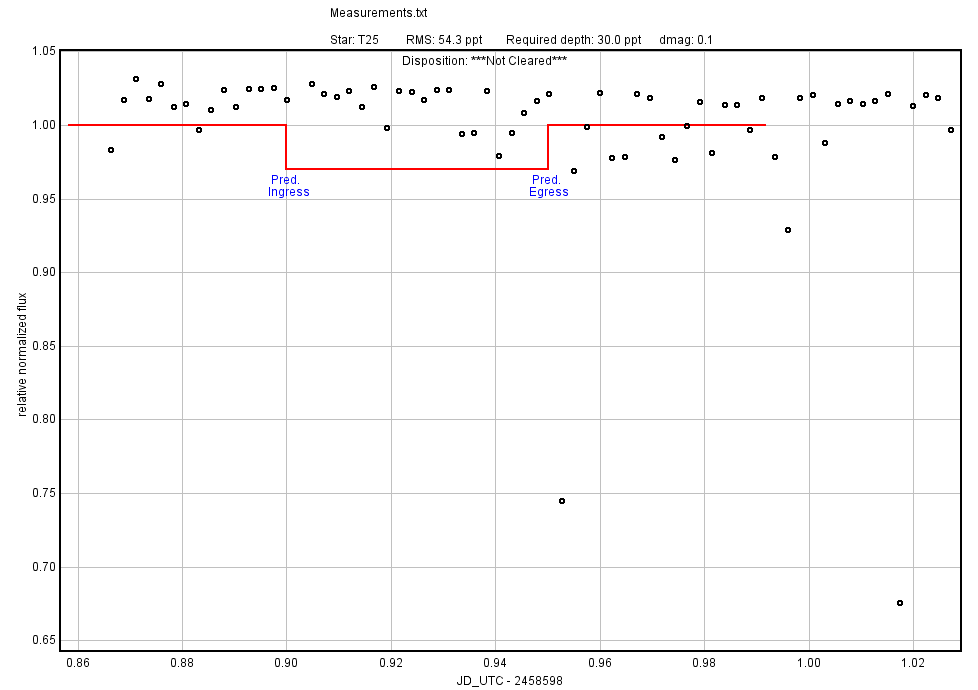 Measurements.txt
Star: T25 RMS: 54.3 ppt Required depth: 30.0 ppt dmag: 0.1
Disposition: ***Not Cleared***
1.05
1.00
0.95
0.90
0.85
0.80
0.75
0.70
0.65
relative normalized flux
Pred.
Ingress
Pred.
Egress
0.86 0.88 0.90 0.92 0.94 0.96 0.98 1.00 1.02
JD_UTC - 2458598